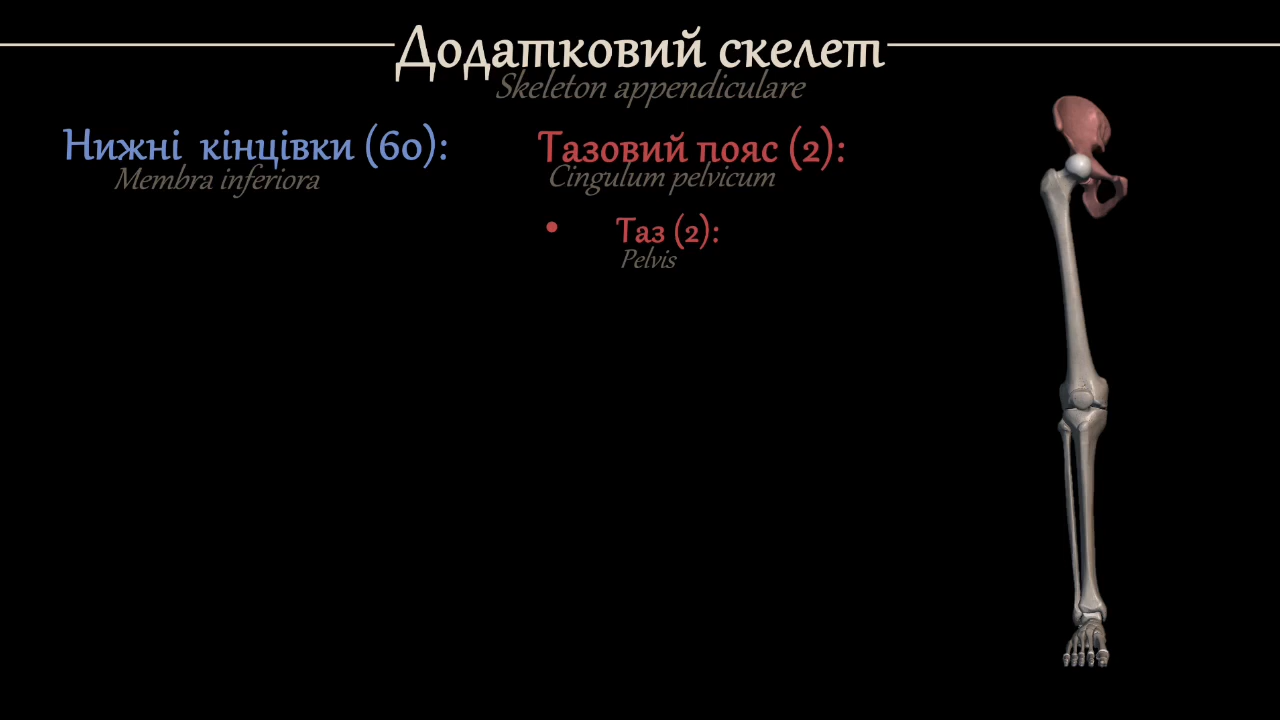 Додатковий скелет
Skeleton appendiculare
Нижні кінцівки (60):
Membra inferiora
Тазовий пояс (2):
Cingulum pelvicum
• Таз (2):
Pelvis